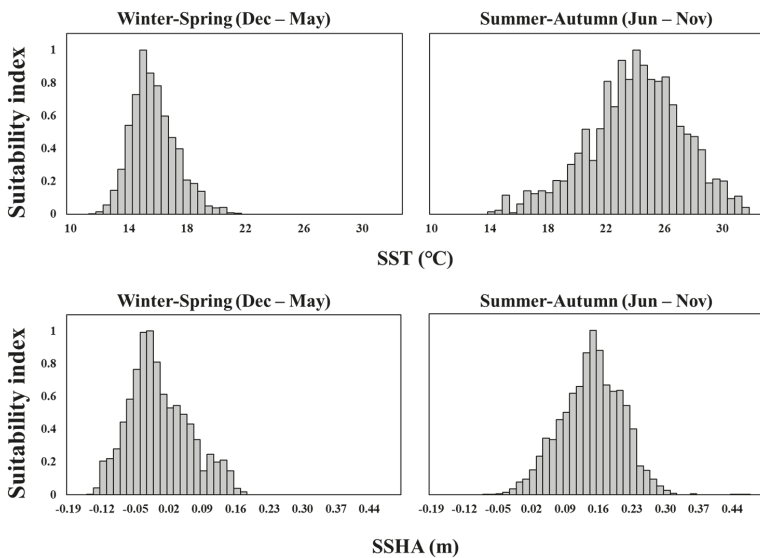 Winter-Spring (Dec – May)
Summer-Autumn (Jun – Nov)
Suitability index
1
0.8
0.6
0.4
0.2
0
10 14 18 22 26 30
14 18 22 26 30
SST (°C)
Winter-Spring (Dec – May)
Summer-Autumn (Jun – Nov)
Suitability index
1
0.8
0.6
0.4
0.2
0
-0.19 -0.12 -0.05 0.02 0.09 0.16 0.23 0.30 0.37 0.44
-0.19 -0.12 -0.05 0.02 0.09 0.16 0.23 0.30 0.37 0.44
SSHA (m)